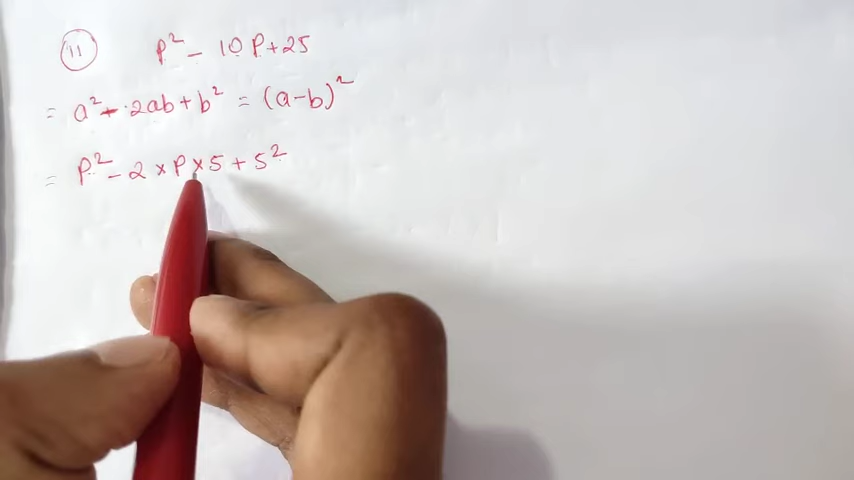 11 p² - 10p+25
= a² - 2ab + b² = (a-b)²
= p² - 2 × p × 5 + 5²